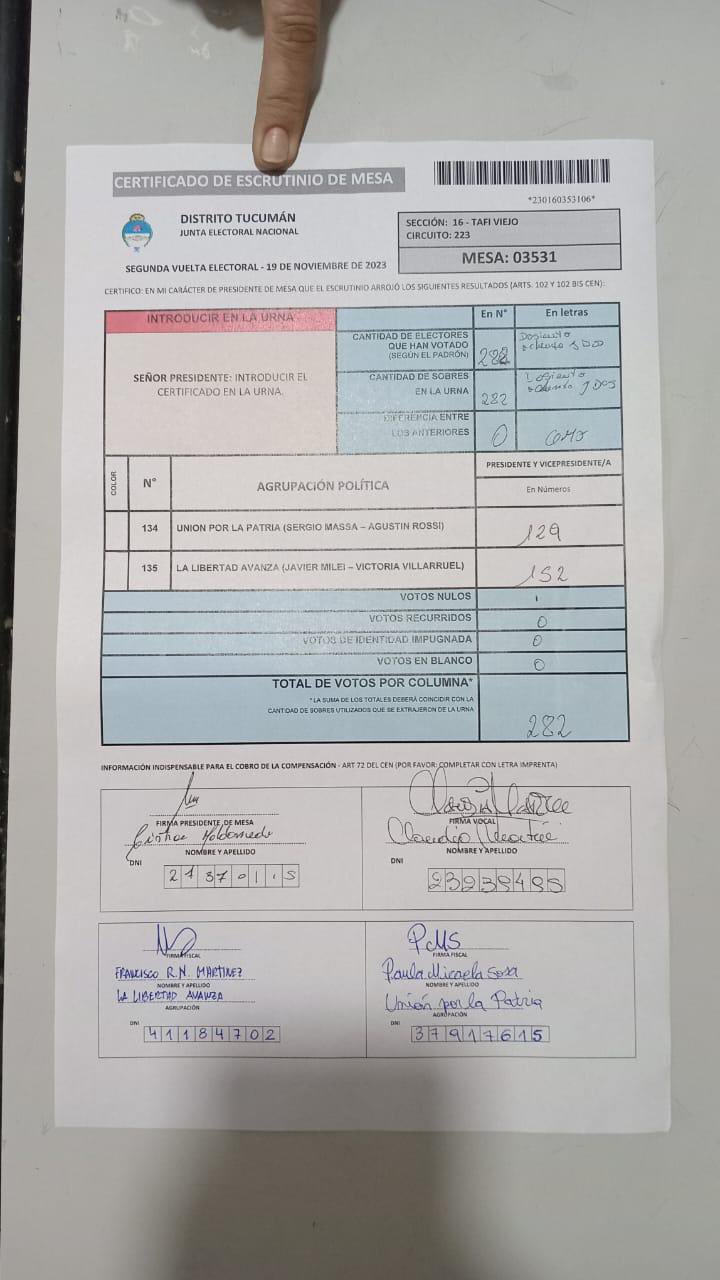 CERTIFICADO DE ESCRUTINIO DE MESA
*230160353106*
DISTRITO TUCUMÁN
JUNTA ELECTORAL NACIONAL
SECCIÓN: 16 - TAFI VIEJO
CIRCUITO: 223
MESA: 03531
SEGUNDA VUELTA ELECTORAL - 19 DE NOVIEMBRE DE 2023
CERTIFICO: EN MI CARÁCTER DE PRESIDENTE DE MESA QUE EL ESCRUTINIO ARROJÓ LOS SIGUIENTES RESULTADOS (ARTS. 102 Y 102 BIS CEN):
INTRODUCIR EN LA URNA
En N° En letras
SEÑOR PRESIDENTE: INTRODUCIR EL
CERTIFICADO EN LA URNA.
CANTIDAD DE ELECTORES
QUE HAN VOTADO
(SEGÚN EL PADRÓN)
282
CANTIDAD DE SOBRES
EN LA URNA
282
DIFERENCIA ENTRE
LOS ANTERIORES
0
COLOR N° AGRUPACIÓN POLÍTICA
PRESIDENTE Y VICEPRESIDENTE/A
En Números
134 UNION POR LA PATRIA (SERGIO MASSA – AGUSTIN ROSSI) 129
135 LA LIBERTAD AVANZA (JAVIER MILEI – VICTORIA VILLARRUEL) 152
VOTOS NULOS 1
VOTOS RECURRIDOS 0
VOTOS DE IDENTIDAD IMPUGNADA 0
VOTOS EN BLANCO 0
TOTAL DE VOTOS POR COLUMNA*
*LA SUMA DE LOS TOTALES DEBERÁ COINCIDIR CON LA
CANTIDAD DE SOBRES UTILIZADOS QUE SE EXTRAJERON DE LA URNA
282
INFORMACIÓN INDISPENSABLE PARA EL COBRO DE LA COMPENSACIÓN - ART 72 DEL CEN (POR FAVOR: COMPLETAR CON LETRA IMPRENTA)
FIRMA PRESIDENTE DE MESA
Maldonado
NOMBRE Y APELLIDO
DNI
FIRMA VOCAL
NOMBRE Y APELLIDO
DNI
23239495
FIRMA FISCAL
FRANCISCO R.N. MARTINEZ
NOMBRE Y APELLIDO
LA LIBERTAD AVANZA
AGRUPACIÓN
DNI
41184702
PMS
FIRMA FISCAL
Paula Micaela Sosa
NOMBRE Y APELLIDO
Unión por la Patria
AGRUPACIÓN
DNI
37917615